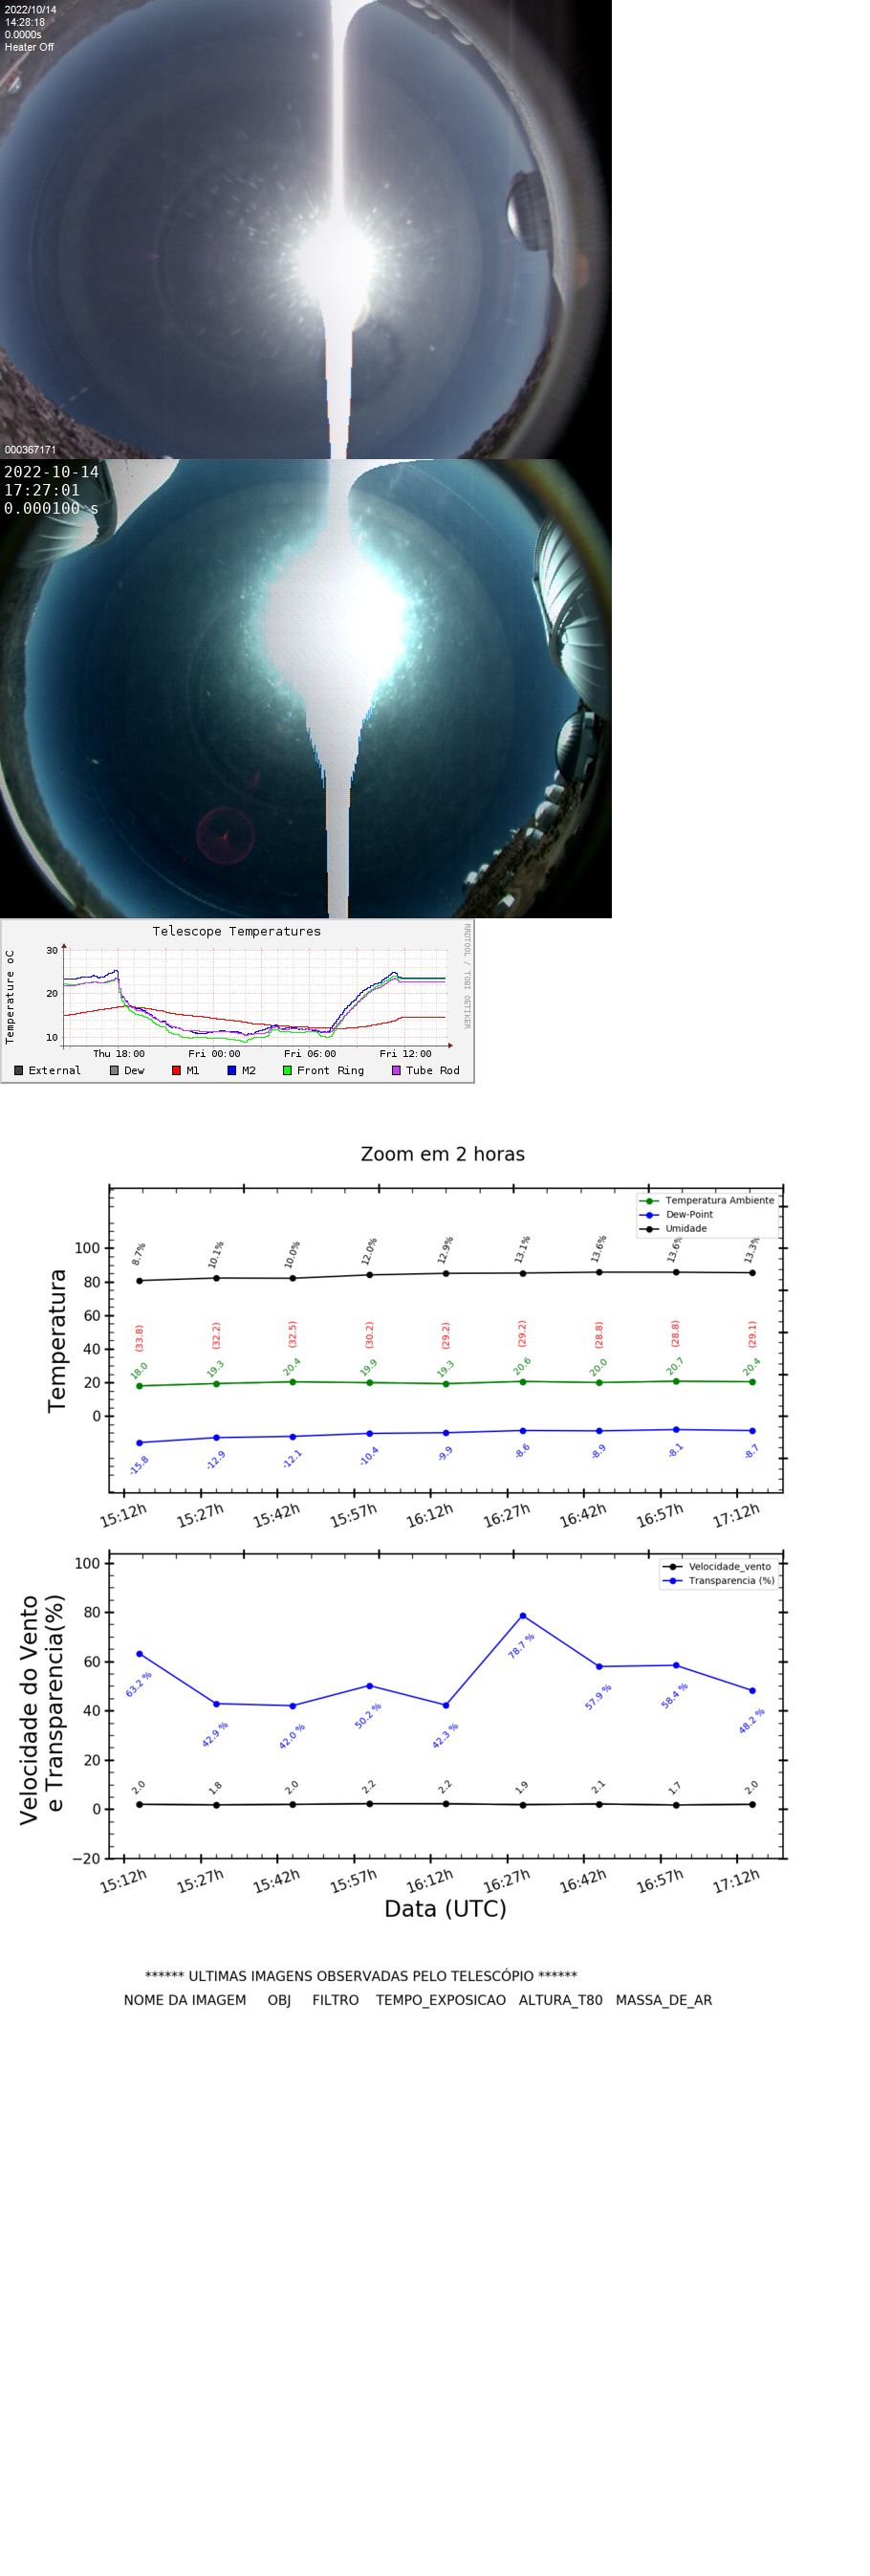 2022/10/14
14:28:18
0.0000s
Heater Off
000367171
2022-10-14
17:27:01
0.000100 s
Telescope Temperatures
RRDTOOL / TOBI OETIKER
Temperature oC
30
20
10
Thu 18:00 Fri 00:00 Fri 06:00 Fri 12:00
External Dew M1 M2 Front Ring Tube Rod
Zoom em 2 horas
Temperatura Ambiente
Dew-Point
Umidade
Temperatura
100
80
60
40
20
0
8.7% 10.1% 10.0% 12.0% 12.9% 13.1% 13.6% 13.6% 13.3%
(33.8) (32.2) (32.5) (30.2) (29.2) (29.2) (28.8) (28.8) (29.1)
18.0 19.3 20.4 19.9 19.3 20.6 20.0 20.7 20.4
-15.8 -12.9 -12.1 -10.4 -9.9 -8.6 -8.9 -8.1 -8.7
15:12h 15:27h 15:42h 15:57h 16:12h 16:27h 16:42h 16:57h 17:12h
Velocidade_vento
Transparencia (%)
Velocidade do Vento
e Transparencia(%)
100
80
60
40
20
0
−20
63.2 % 42.9 % 42.0 % 50.2 % 42.3 % 78.7 % 57.9 % 58.4 % 48.2 %
2.0 1.8 2.0 2.2 2.2 1.9 2.1 1.7 2.0
15:12h 15:27h 15:42h 15:57h 16:12h 16:27h 16:42h 16:57h 17:12h
Data (UTC)
****** ULTIMAS IMAGENS OBSERVADAS PELO TELESCÓPIO ******
NOME DA IMAGEM OBJ FILTRO TEMPO_EXPOSICAO ALTURA_T80 MASSA_DE_AR